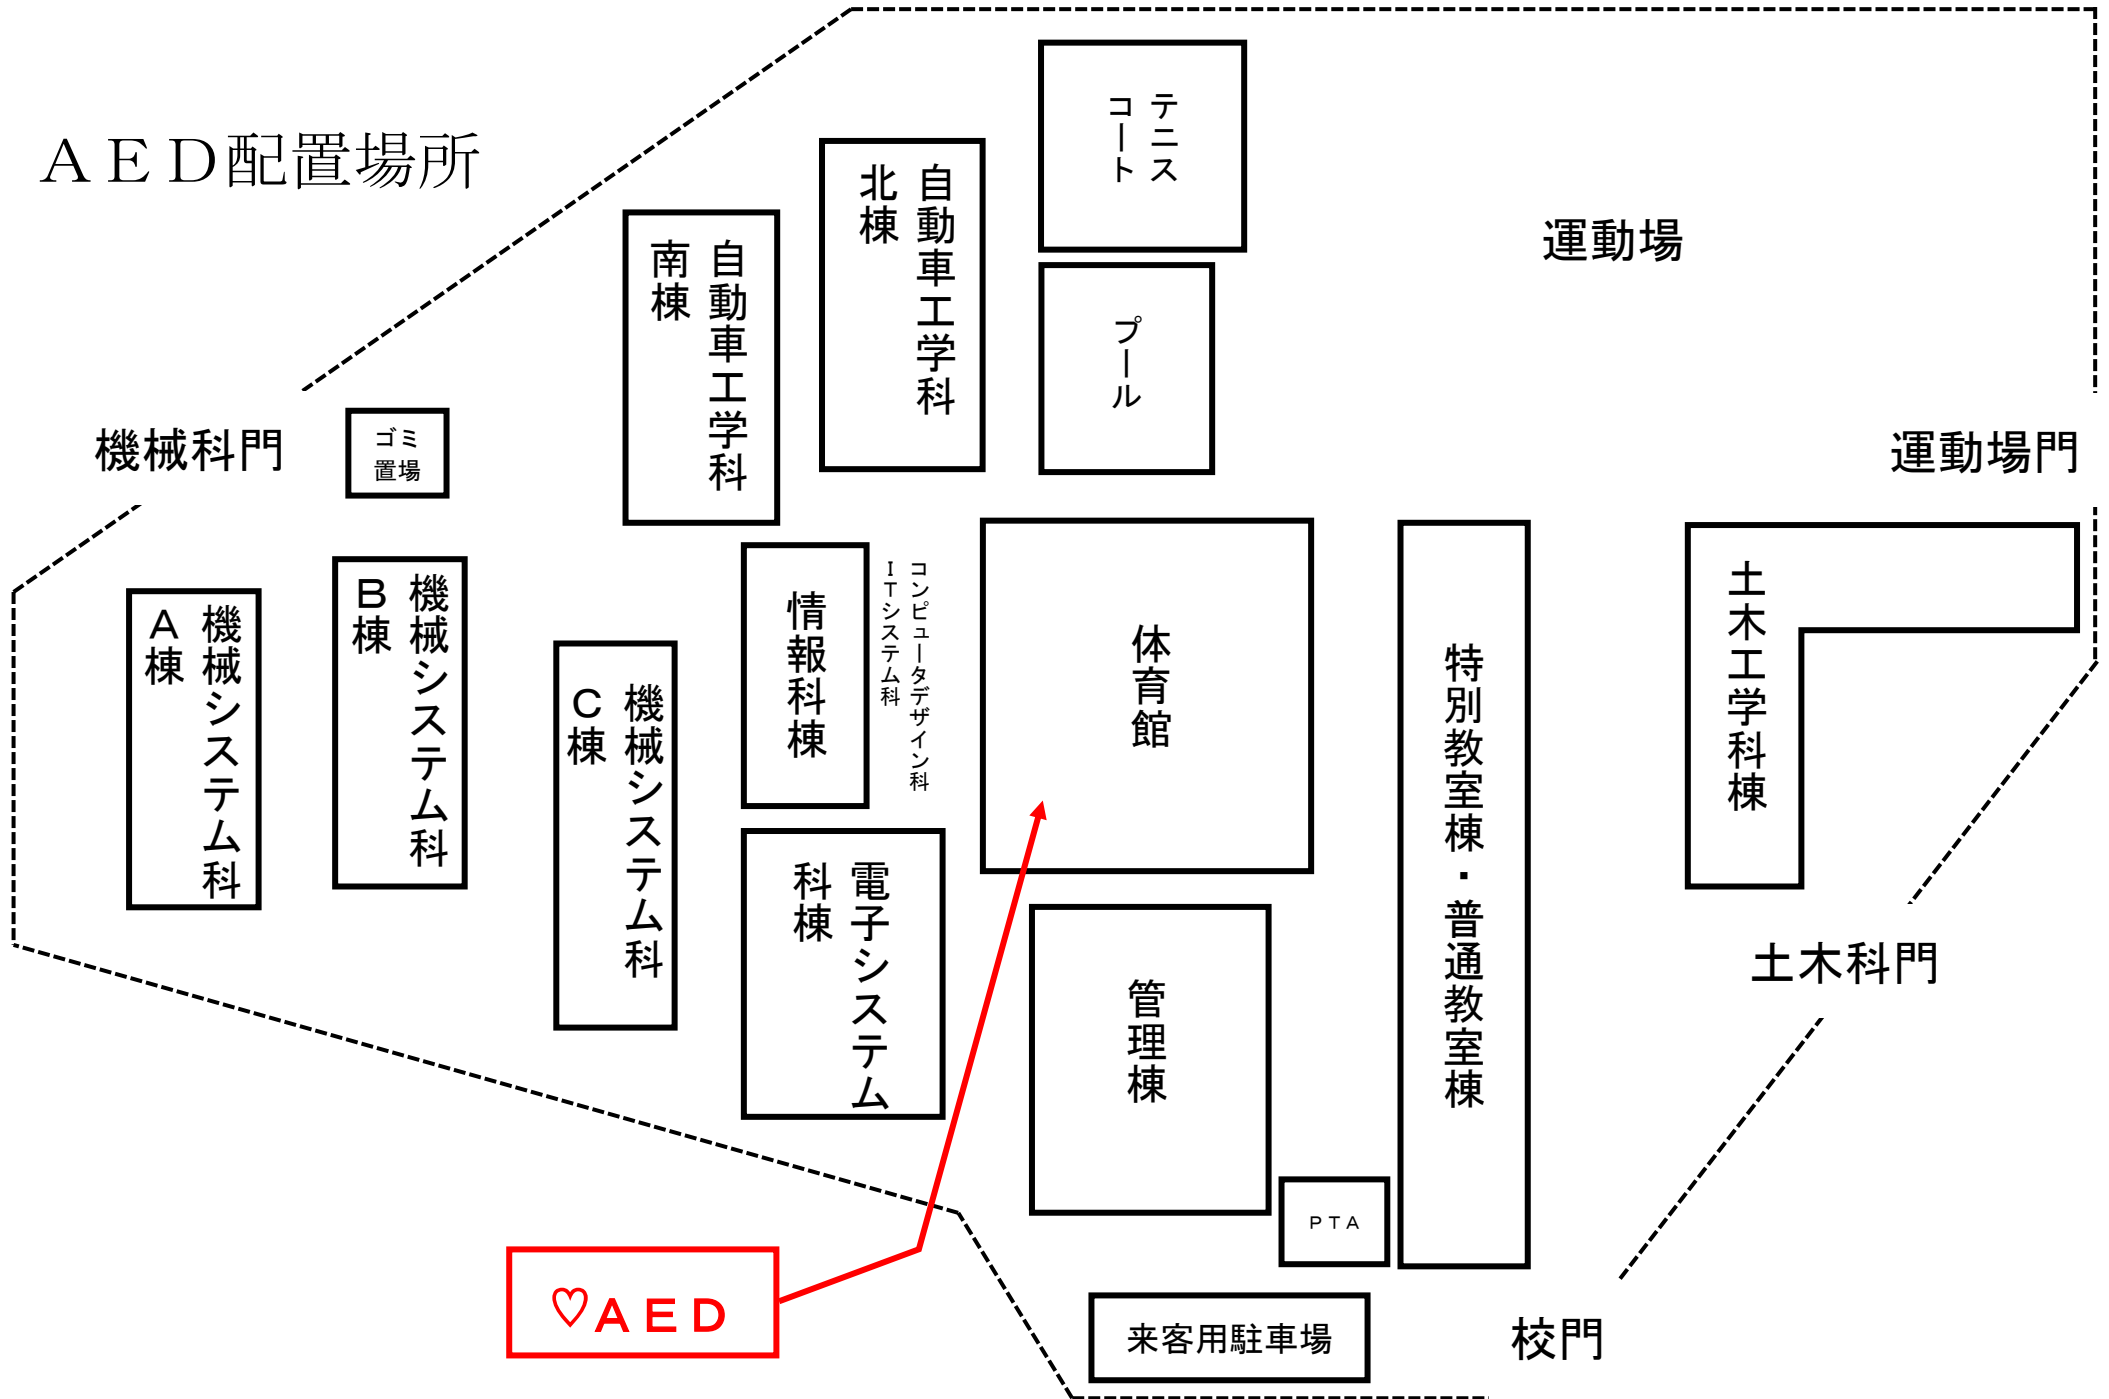 ＡＥＤ配置場所
テニス
コート
自動車工学科
北棟
自動車工学科
南棟
運動場
プール
機械科門
ゴミ
置場
運動場門
機械システム科
Ａ棟
機械システム科
Ｂ棟
機械システム科
Ｃ棟
情報科棟
コンピュータデザイン科
ＩＴシステム科
体育館
特別教室棟・普通教室棟
土木工学科棟
電子システム
科棟
管理棟
土木科門
ＰＴＡ
♡ＡＥＤ
来客用駐車場
校門